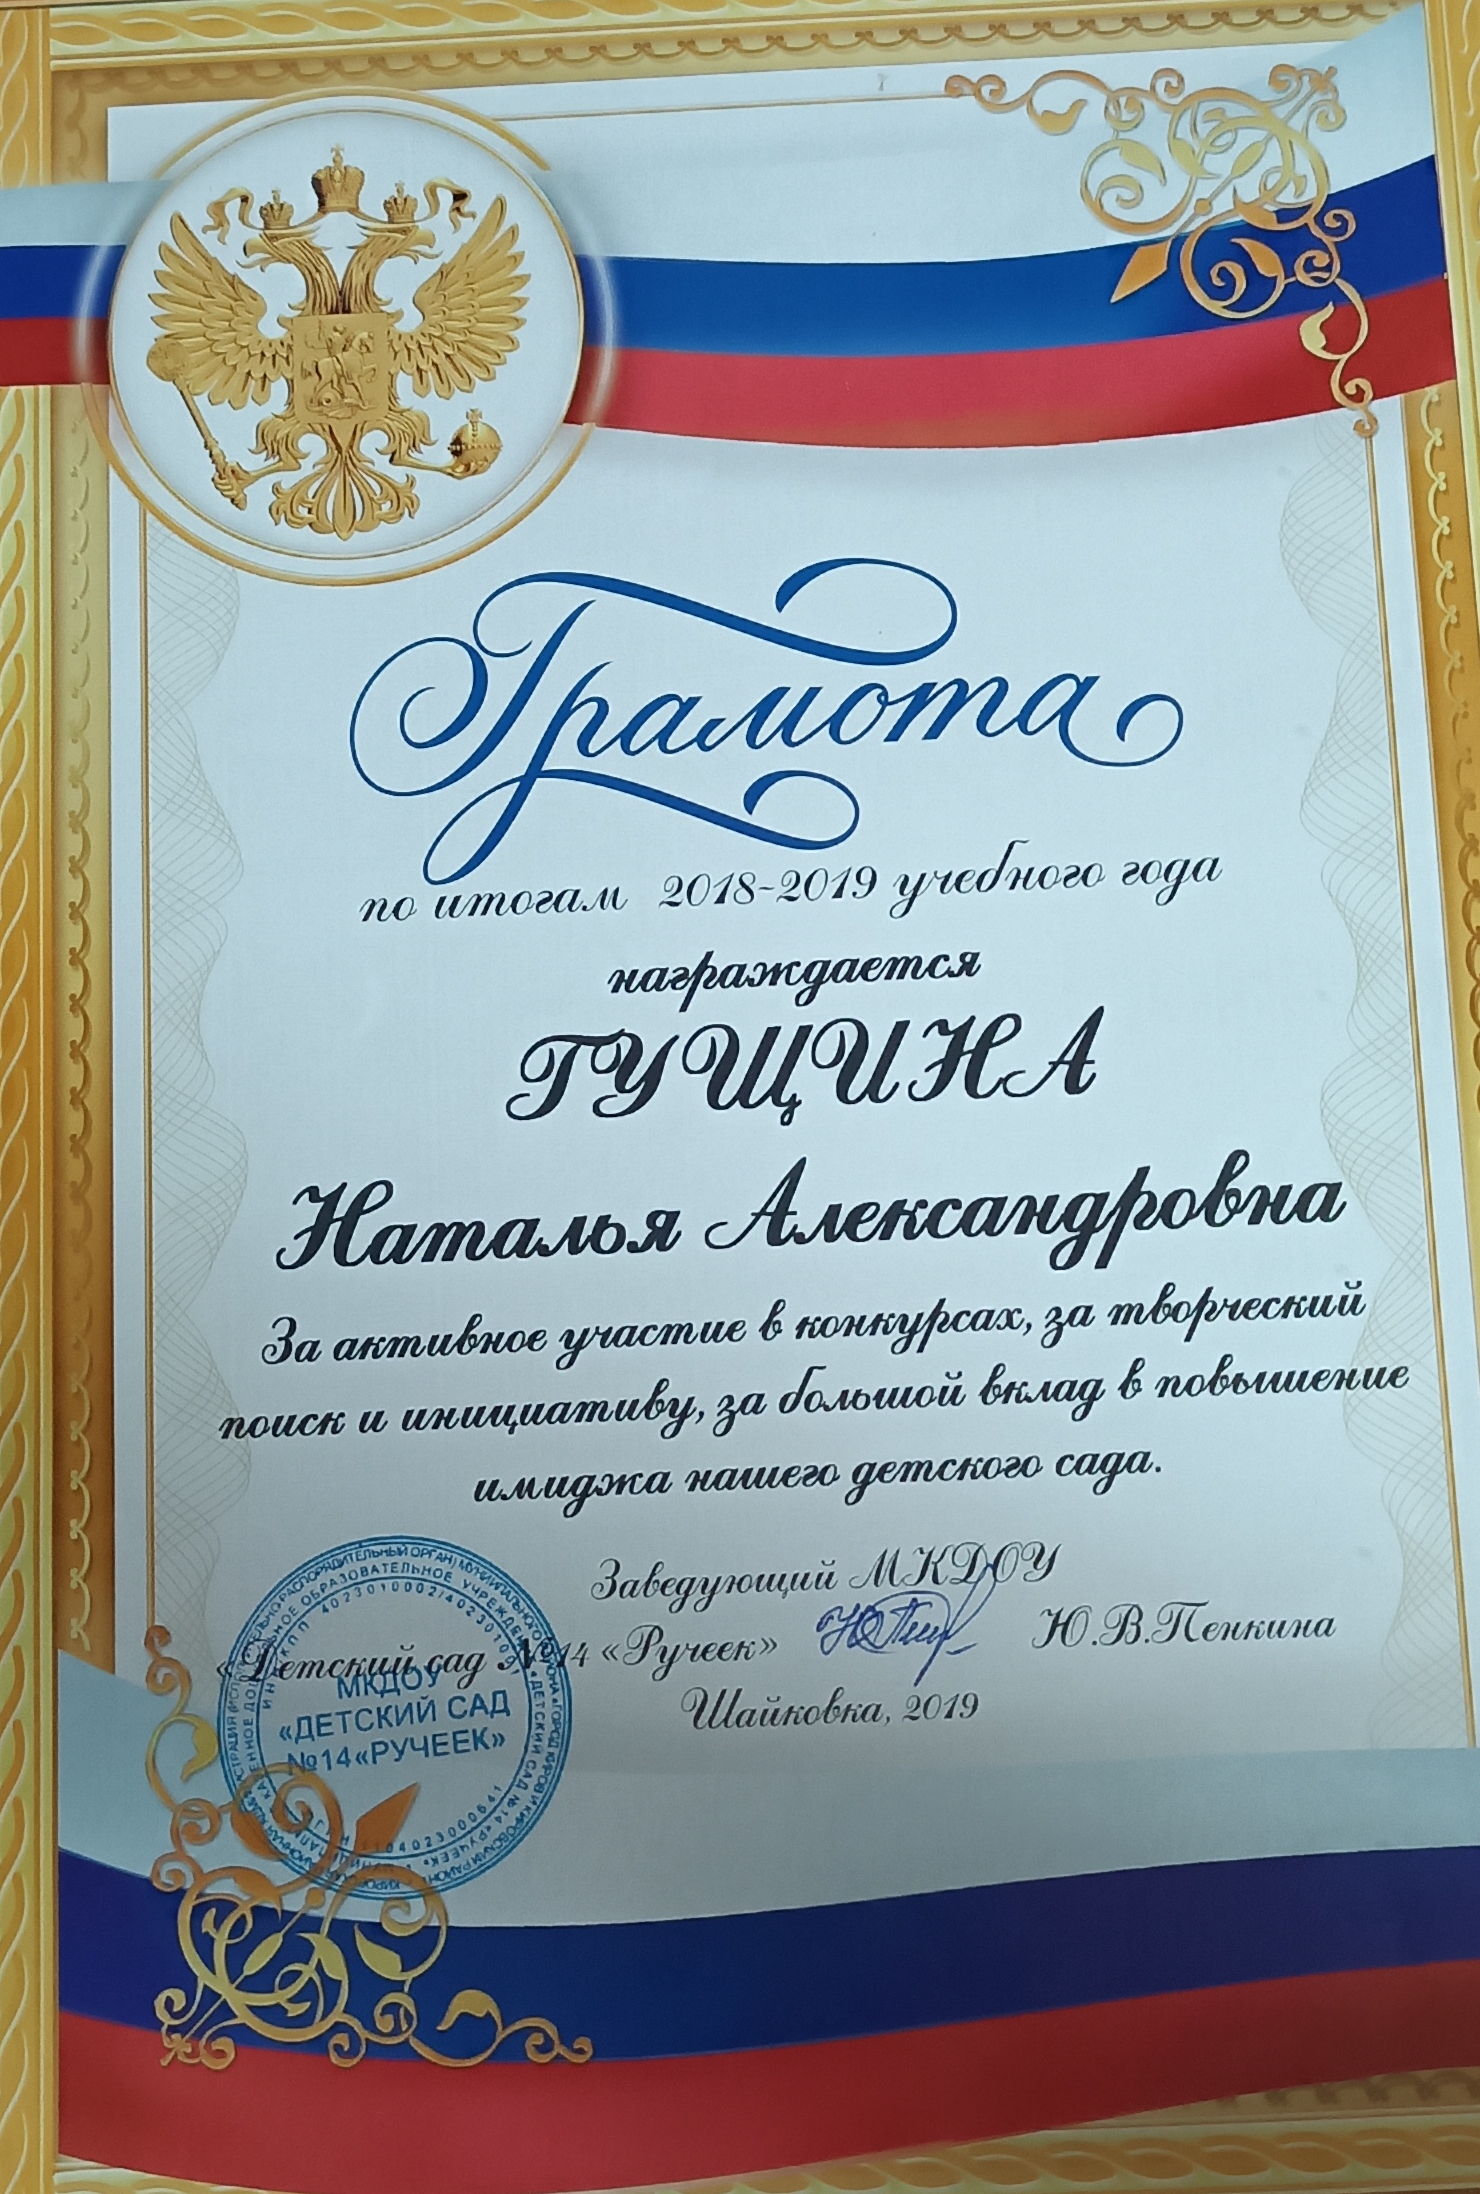 Грамота
по итогам 2018-2019 учебного года
награждается
ГУЩИНА
Наталья Александровна
За активное участие в конкурсах, за творческий
поиск и инициативу, за большой вклад в повышение
имиджа нашего детского сада.
Заведующий МКДОУ
«Детский сад №14 «Ручеек» Ю.В.Пенкина
Шайковка, 2019
МКДОУ
«ДЕТСКИЙ САД
№14«РУЧЕЕК»